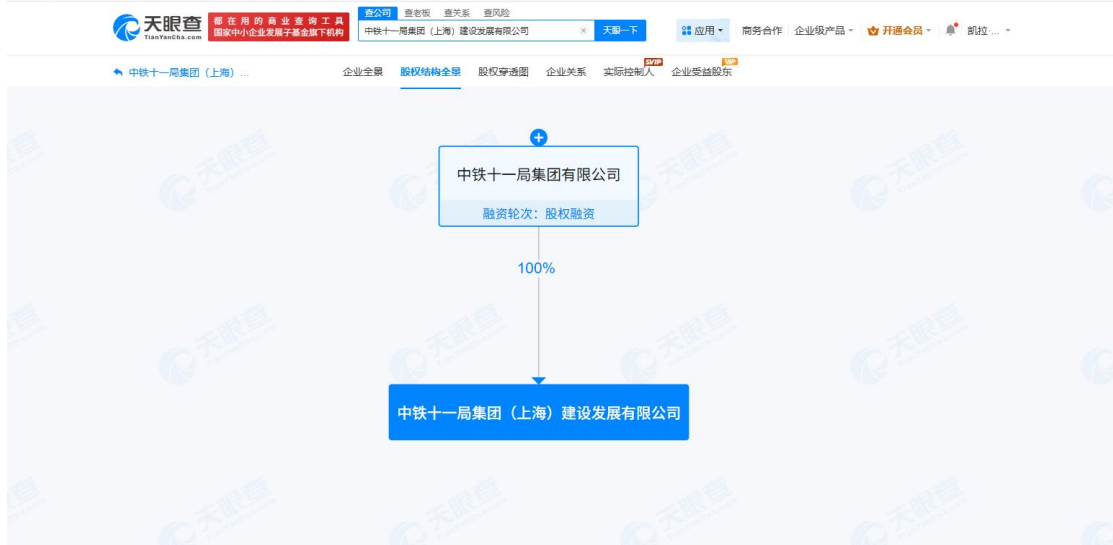 天眼查
TianYanCha.com
都在用的商业查询工具
国家中小企业发展子基金旗下机构
查公司 查老板 查关系 查风险
中铁十一局集团（上海）建设发展有限公司 × 天眼一下
应用 商务合作 企业级产品 开通会员 凯拉...
中铁十一局集团（上海）...
企业全景 股权结构全景 股权穿透图 企业关系 实际控制人 SVIP 企业受益股东 VIP
中铁十一局集团有限公司
融资轮次：股权融资
100%
中铁十一局集团（上海）建设发展有限公司